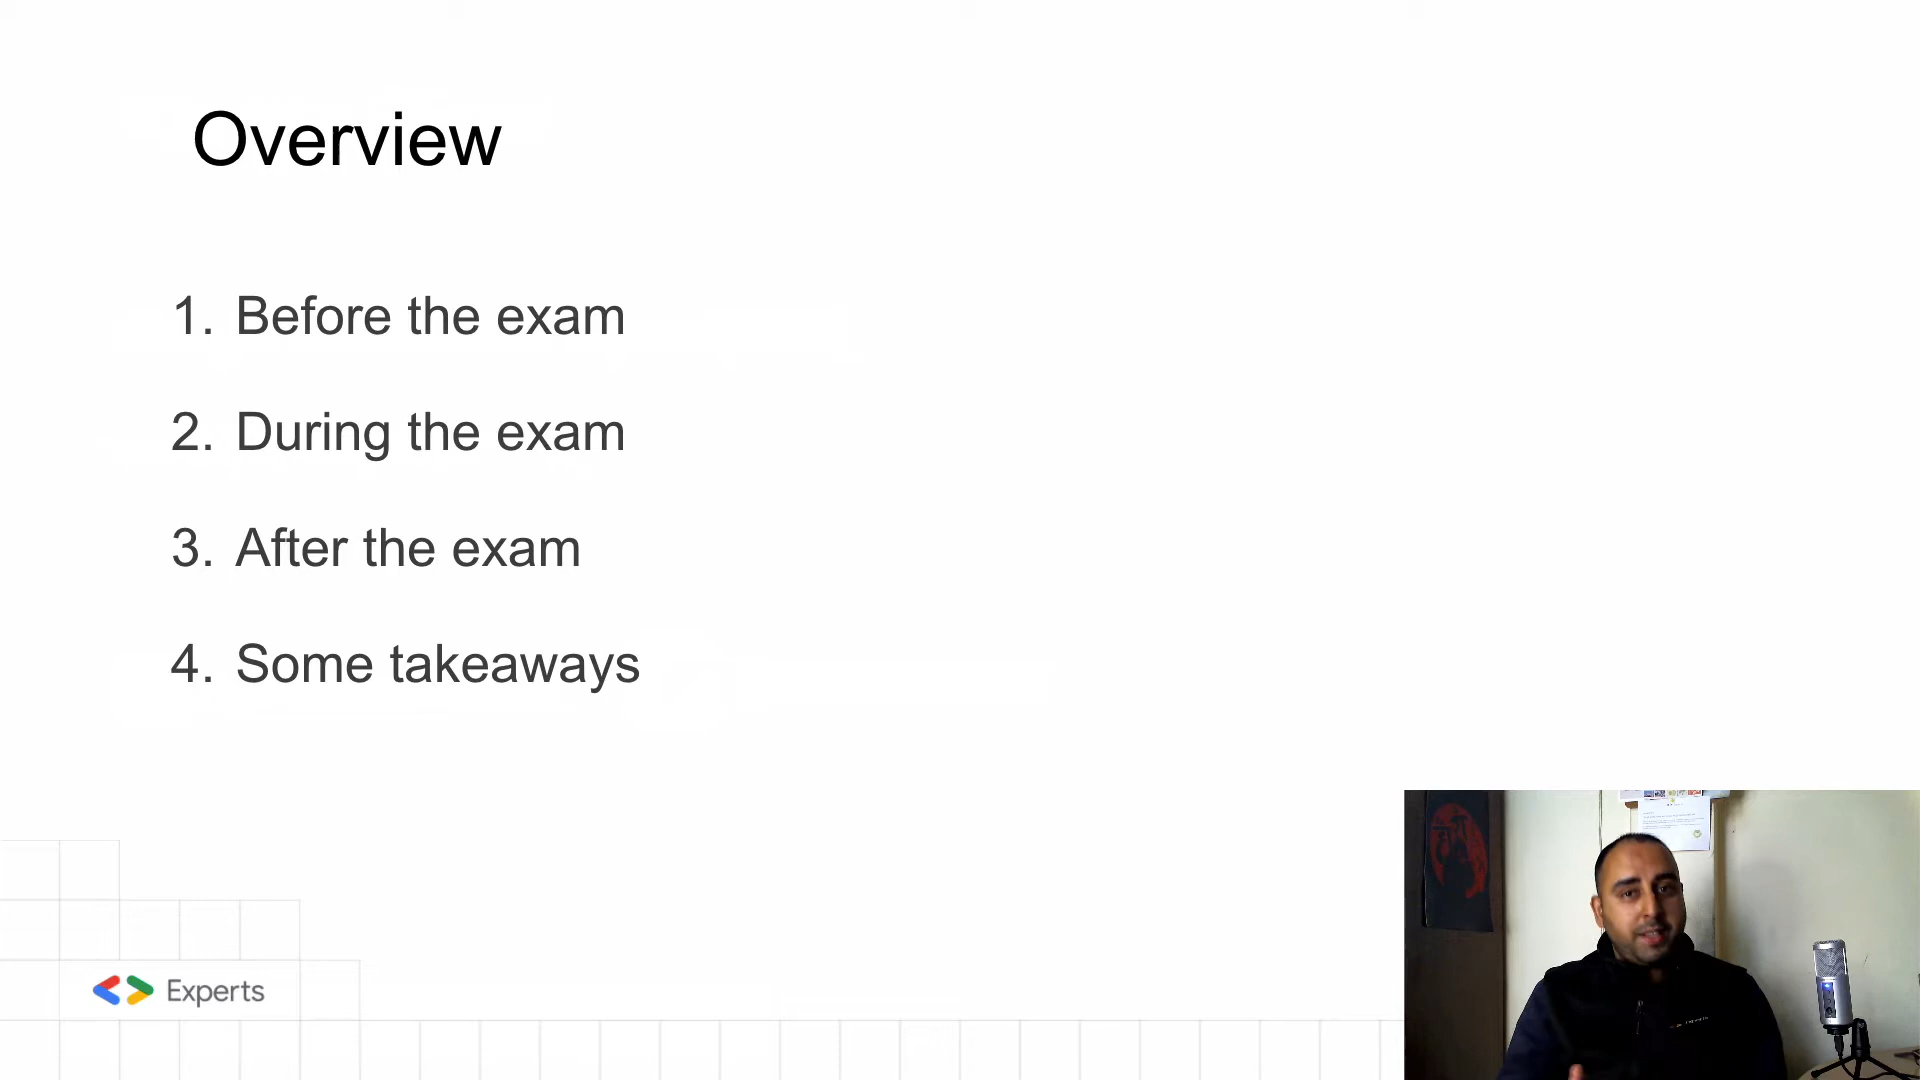 Overview
1. Before the exam
2. During the exam
3. After the exam
4. Some takeaways
Experts